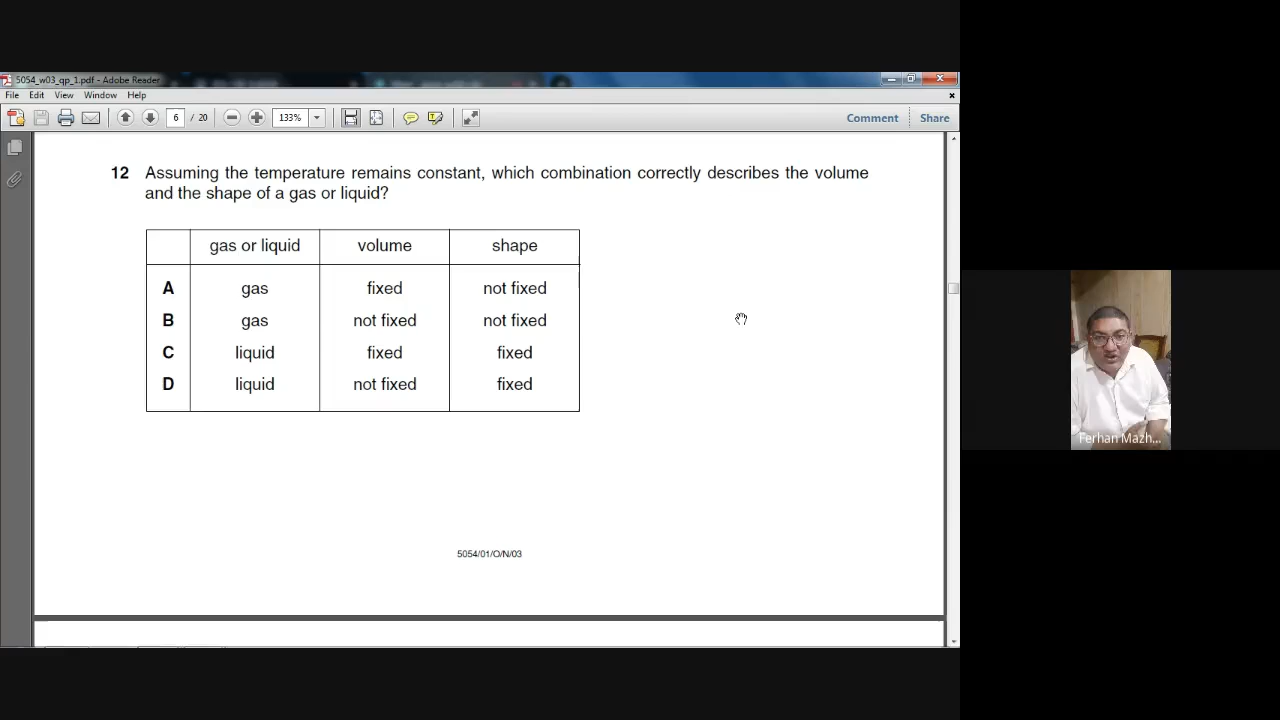 5054_w03_qp_1.pdf - Adobe Reader
File Edit View Window Help
6 / 20 133% Comment Share
12 Assuming the temperature remains constant, which combination correctly describes the volume
and the shape of a gas or liquid?
gas or liquid volume shape
A gas fixed not fixed
B gas not fixed not fixed
C liquid fixed fixed
D liquid not fixed fixed
Ferhan Mazh...
5054/01/O/N/03